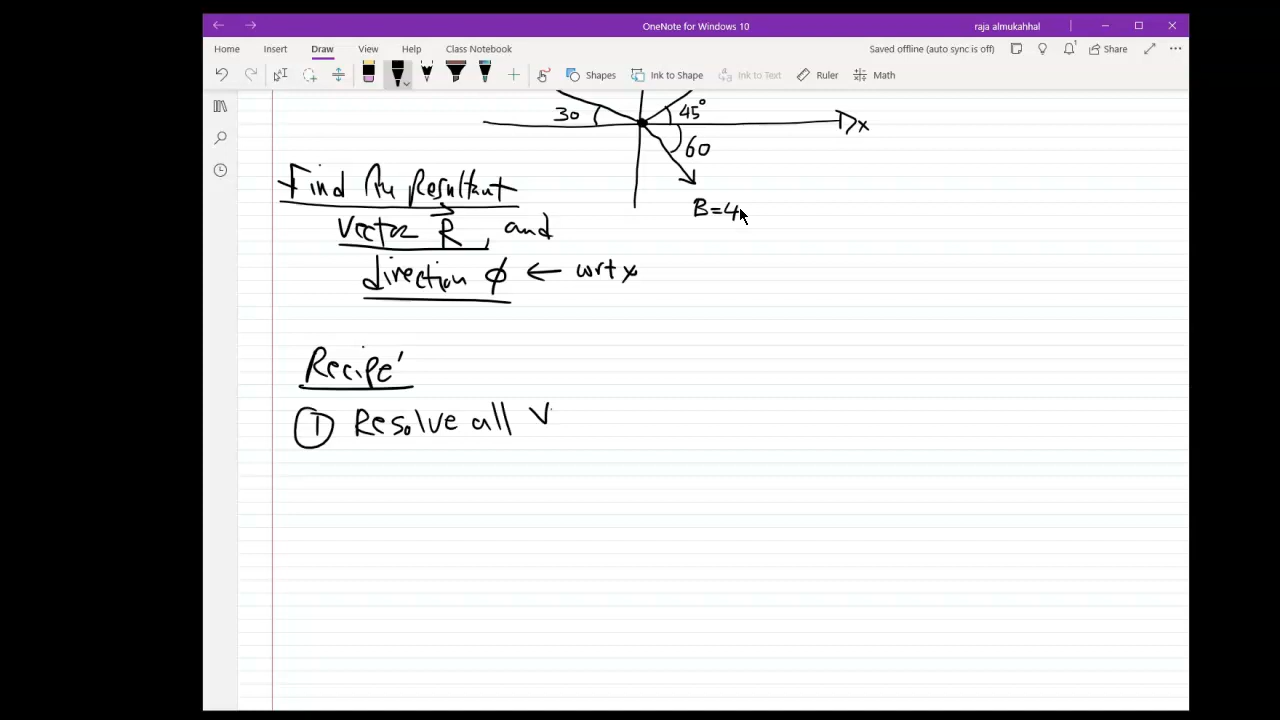 OneNote for Windows 10
raja almukahhal
Home Insert Draw View Help Class Notebook
Saved offline (auto sync is off)
Share
Shapes
Ink to Shape
Ink to Text
Ruler
Math
30
45°
x
60
B=4
Find the Resultant
vector R, and
direction φ ← wrt x
Recipe'
① Resolve all V